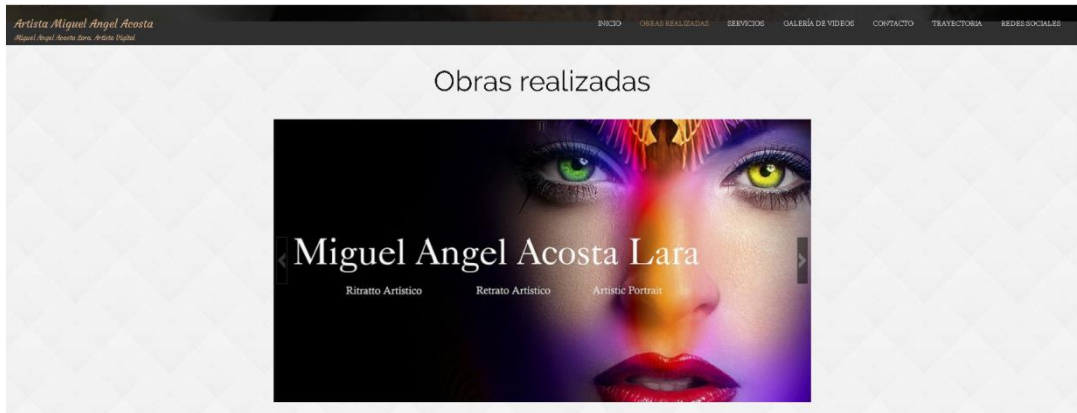 Artista Miguel Angel Acosta
Miguel Angel Acosta Lara. Artista Digital
INICIO OBRAS REALIZADAS SERVICIOS GALERÍA DE VIDEOS CONTACTO TRAYECTORIA REDES SOCIALES
Obras realizadas
Miguel Angel Acosta Lara
Ritratto Artistico Retrato Artístico Artistic Portrait